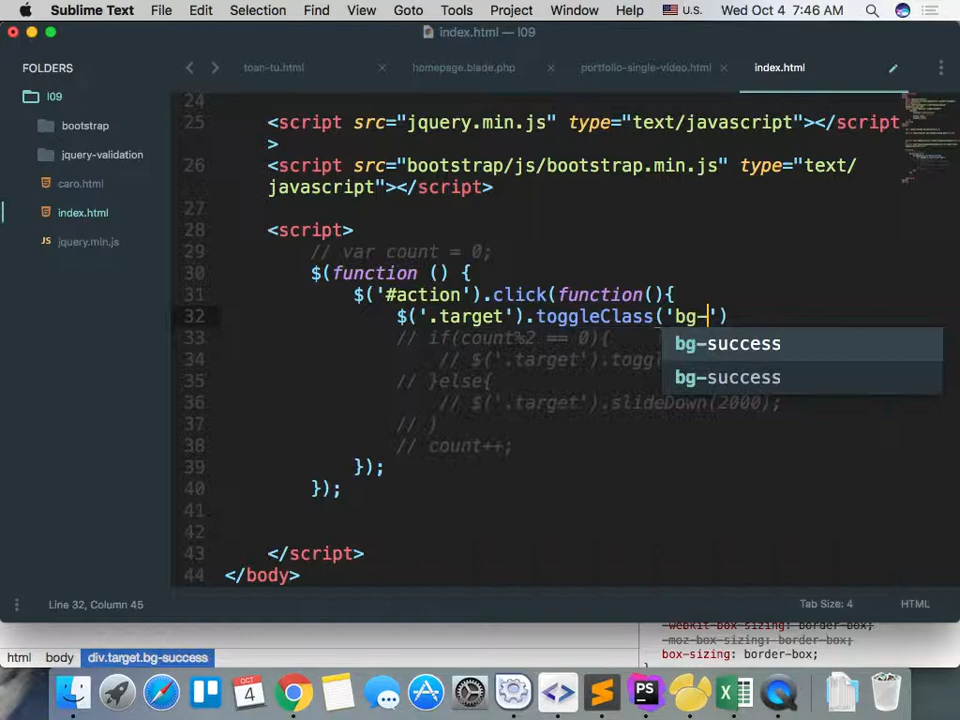 Sublime Text File Edit Selection Find View Goto Tools Project Window Help U.S. Wed Oct 4 7:46 AM
index.html — l09
FOLDERS
l09
bootstrap
jquery-validation
caro.html
index.html
jquery.min.js
toan-tu.html
homepage.blade.php
portfolio-single-video.html
index.html
24
25 <script src="jquery.min.js" type="text/javascript"></script
>
26 <script src="bootstrap/js/bootstrap.min.js" type="text/
javascript"></script>
27
28 <script>
29 // var count = 0;
30 $(function () {
31 $('#action').click(function(){
32 $('.target').toggleClass('bg-')
33 // if(count%2 == 0){
bg-success
34 // $('.target').togg
bg-success
35 // }else{
36 // $('.target').slideDown(2000);
37 // }
38 // count++;
39 });
40 });
41
42
43 </script>
44 </body>
Line 32, Column 45
Tab Size: 4
HTML
-webkit-box-sizing: border-box;
-moz-box-sizing: border-box;
box-sizing: border-box;
}
html body div.target.bg-success
OCT
4
PS